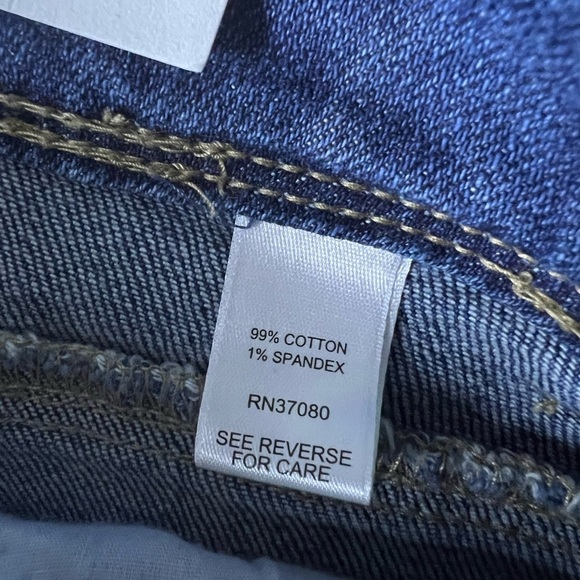 99% COTTON
1% SPANDEX
RN37080
SEE REVERSE
FOR CARE